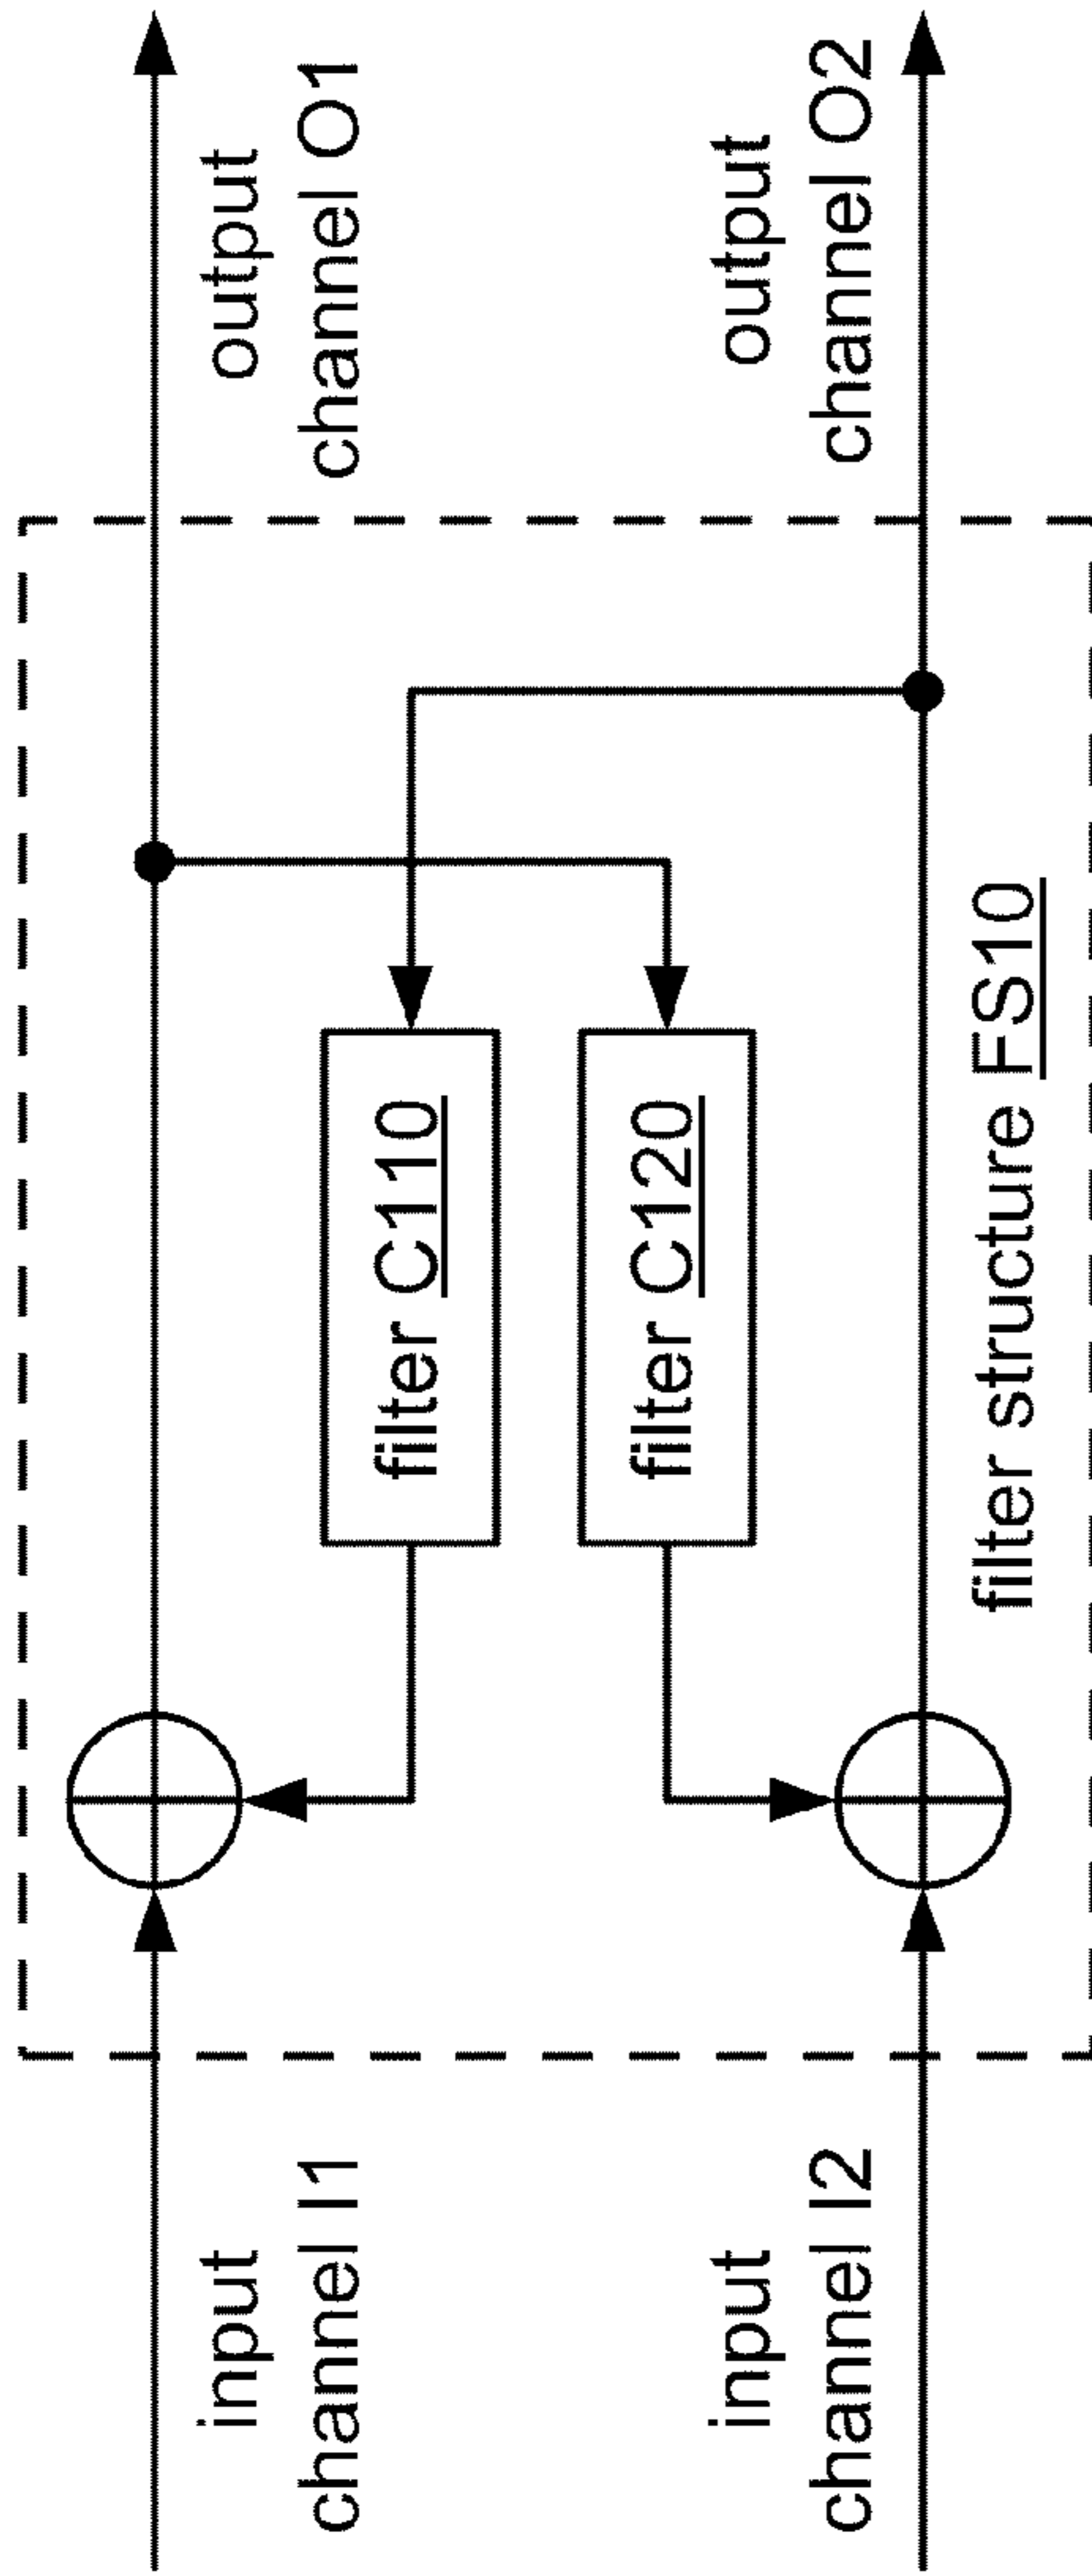 input
channel I1
output
channel O1
filter C110
filter C120
input
channel I2
output
channel O2
filter structure FS10